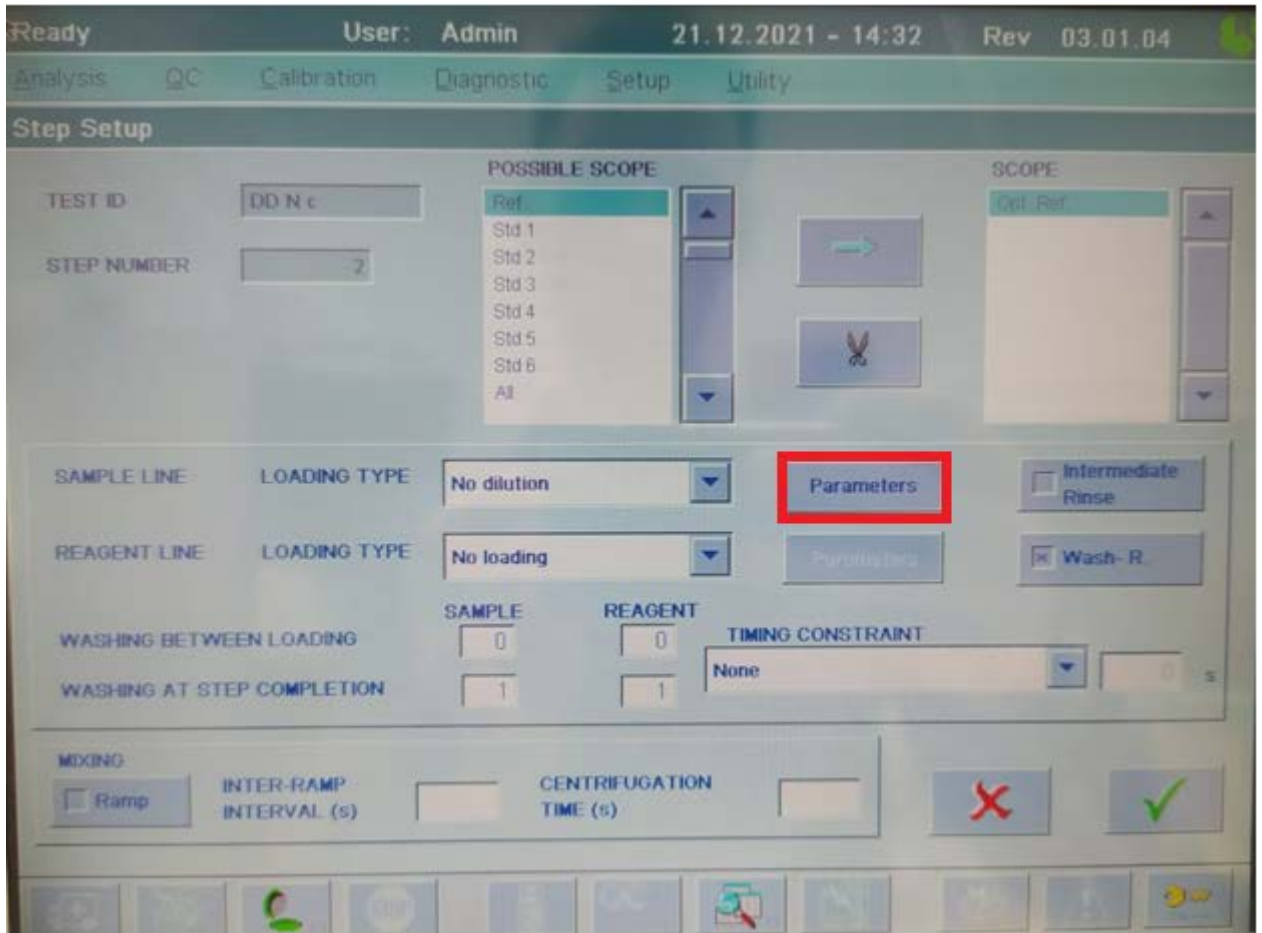 Ready User: Admin 21.12.2021 - 14:32 Rev 03.01.04
Analysis QC Calibration Diagnostic Setup Utility
Step Setup
POSSIBLE SCOPE SCOPE
TEST ID DD N c Ref. Opt. Ref.
Std 1
STEP NUMBER 2 Std 2
Std 3
Std 4
Std 5
Std 6
All
SAMPLE LINE LOADING TYPE No dilution Parameters Intermediate
Rinse
REAGENT LINE LOADING TYPE No loading Parameters Wash- R.
SAMPLE REAGENT
WASHING BETWEEN LOADING 0 0 TIMING CONSTRAINT
None 0 s
WASHING AT STEP COMPLETION 1 1
MIXING
Ramp INTER-RAMP CENTRIFUGATION
INTERVAL (s) TIME (s)